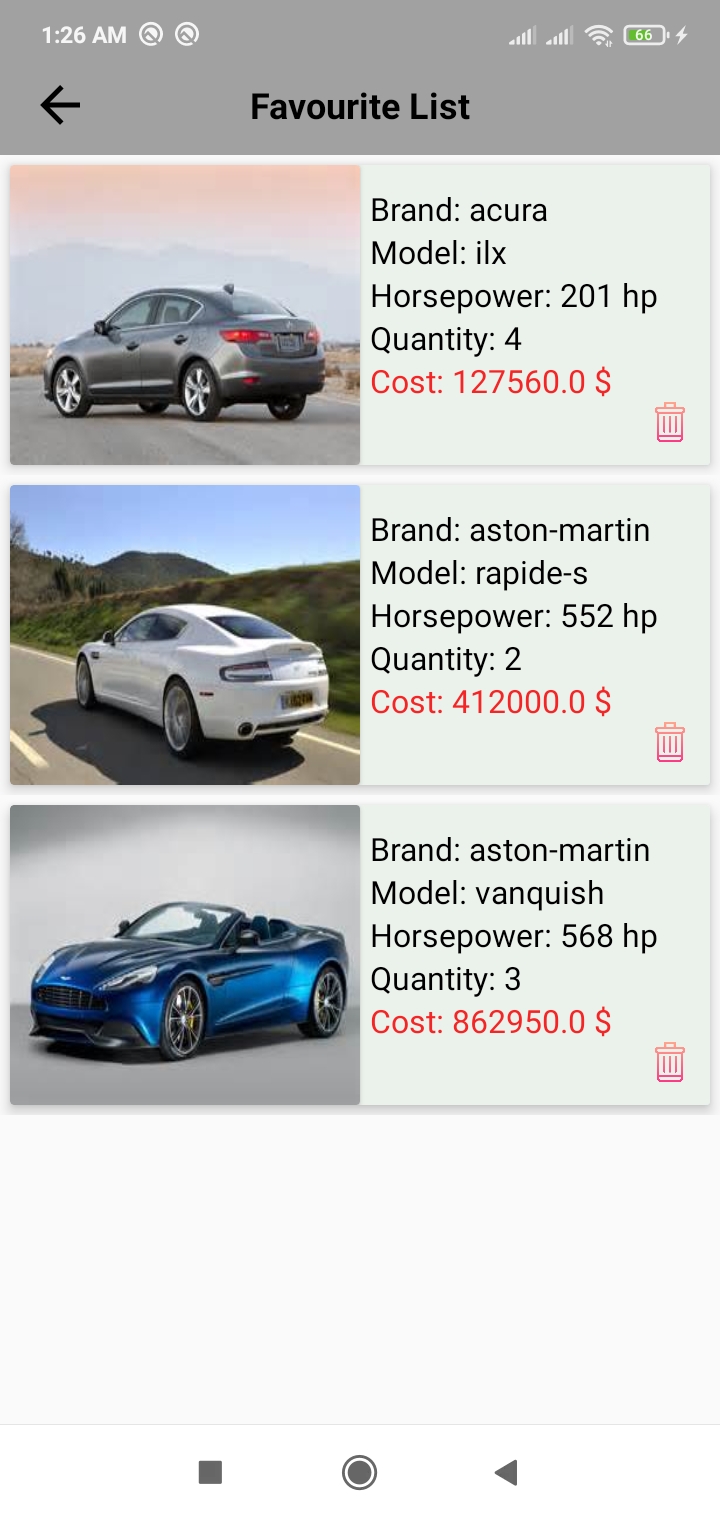 1:26 AM
66
Favourite List
Brand: acura
Model: ilx
Horsepower: 201 hp
Quantity: 4
Cost: 127560.0 $
Brand: aston-martin
Model: rapide-s
Horsepower: 552 hp
Quantity: 2
Cost: 412000.0 $
Brand: aston-martin
Model: vanquish
Horsepower: 568 hp
Quantity: 3
Cost: 862950.0 $